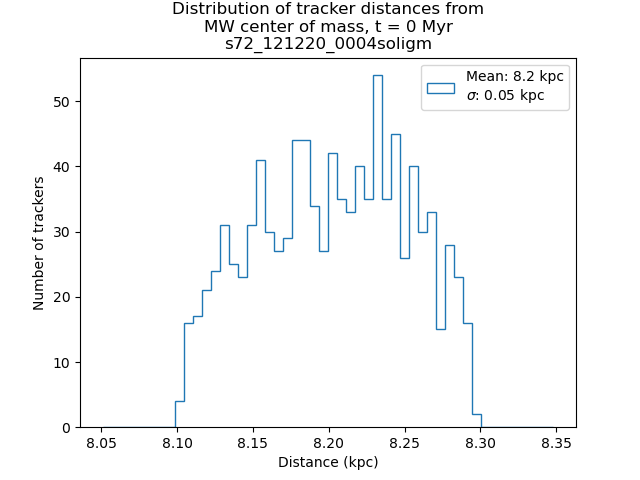 Distribution of tracker distances from
MW center of mass, t = 0 Myr
s72_121220_0004soligm
Mean: 8.2 kpc
σ: 0.05 kpc
50
40
30
20
10
0
Number of trackers
8.05 8.10 8.15 8.20 8.25 8.30 8.35
Distance (kpc)